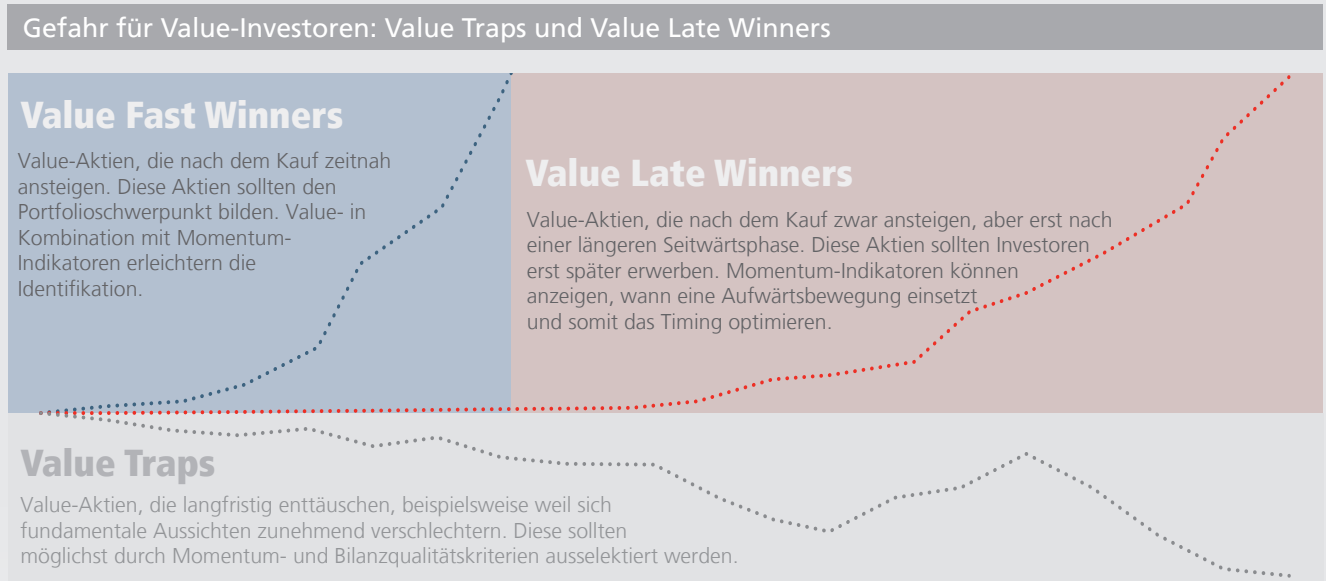 Gefahr für Value-Investoren: Value Traps und Value Late Winners
Value Fast Winners
Value-Aktien, die nach dem Kauf zeitnah
ansteigen. Diese Aktien sollten den
Portfolioschwerpunkt bilden. Value- in
Kombination mit Momentum-
Indikatoren erleichtern die
Identifikation.
Value Late Winners
Value-Aktien, die nach dem Kauf zwar ansteigen, aber erst nach
einer längeren Seitwärtsphase. Diese Aktien sollten Investoren
erst später erwerben. Momentum-Indikatoren können
anzeigen, wann eine Aufwärtsbewegung einsetzt
und somit das Timing optimieren.
Value Traps
Value-Aktien, die langfristig enttäuschen, beispielsweise weil sich
fundamentale Aussichten zunehmend verschlechtern. Diese sollten
möglichst durch Momentum- und Bilanzqualitätskriterien ausselektiert werden.